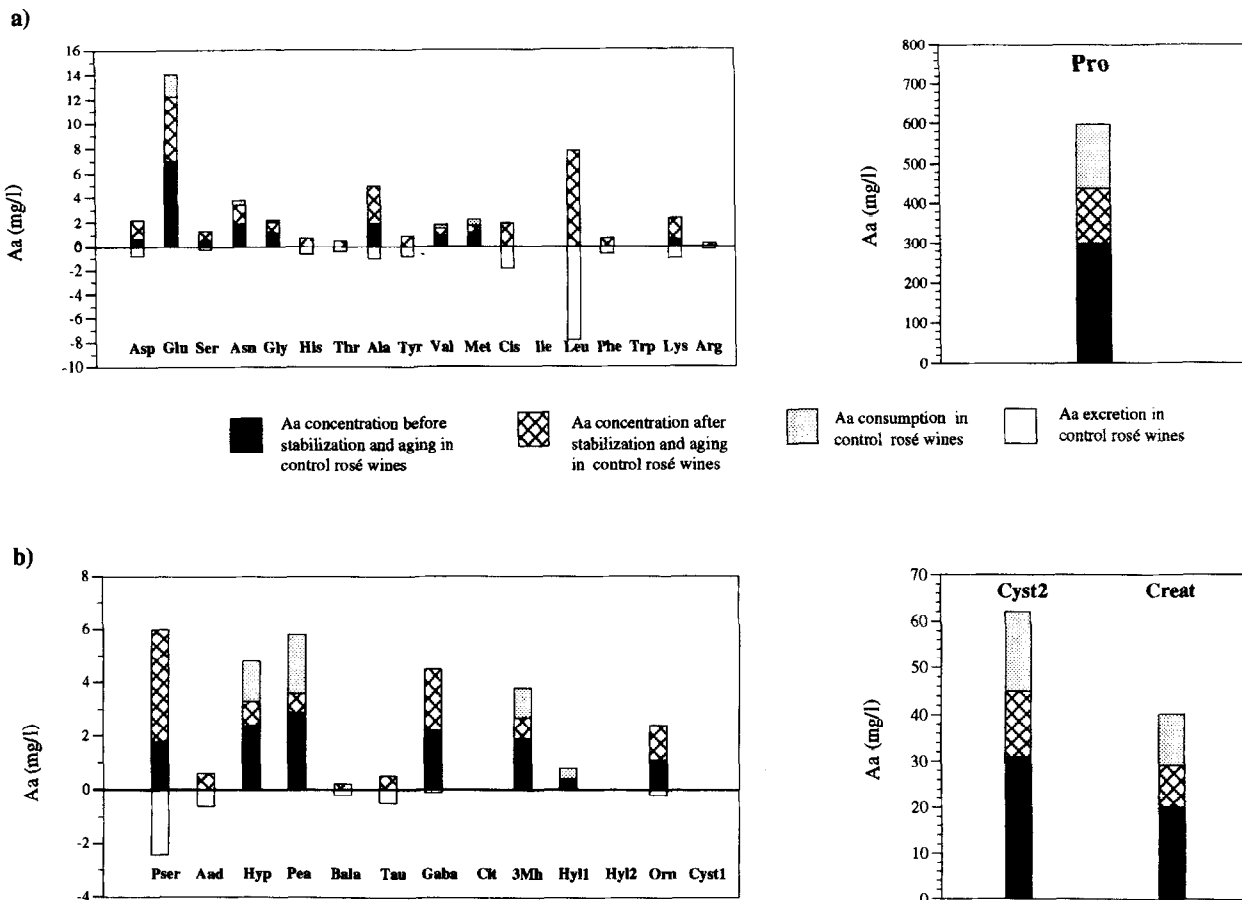 a)
16
14
12
10
8
6
4
2
0
-2
-4
-6
-8
-10
Aa (mg/l)
Asp Glu Ser Asn Gly His Thr Ala Tyr Val Met Cis Ile Leu Phe Trp Lys Arg
800
700
600
500
400
300
200
100
0
Aa (mg/l)
Pro
Aa concentration before
stabilization and aging in
control rosé wines
Aa concentration after
stabilization and aging
in control rosé wines
Aa consumption in
control rosé wines
Aa excretion in
control rosé wines
b)
8
6
4
2
0
-2
-4
Aa (mg/l)
Pser Aad Hyp Pea Bala Tau Gaba Cit 3Mh Hyl1 Hyl2 Orn Cyst1
70
60
50
40
30
20
10
0
Aa (mg/l)
Cyst2 Creat